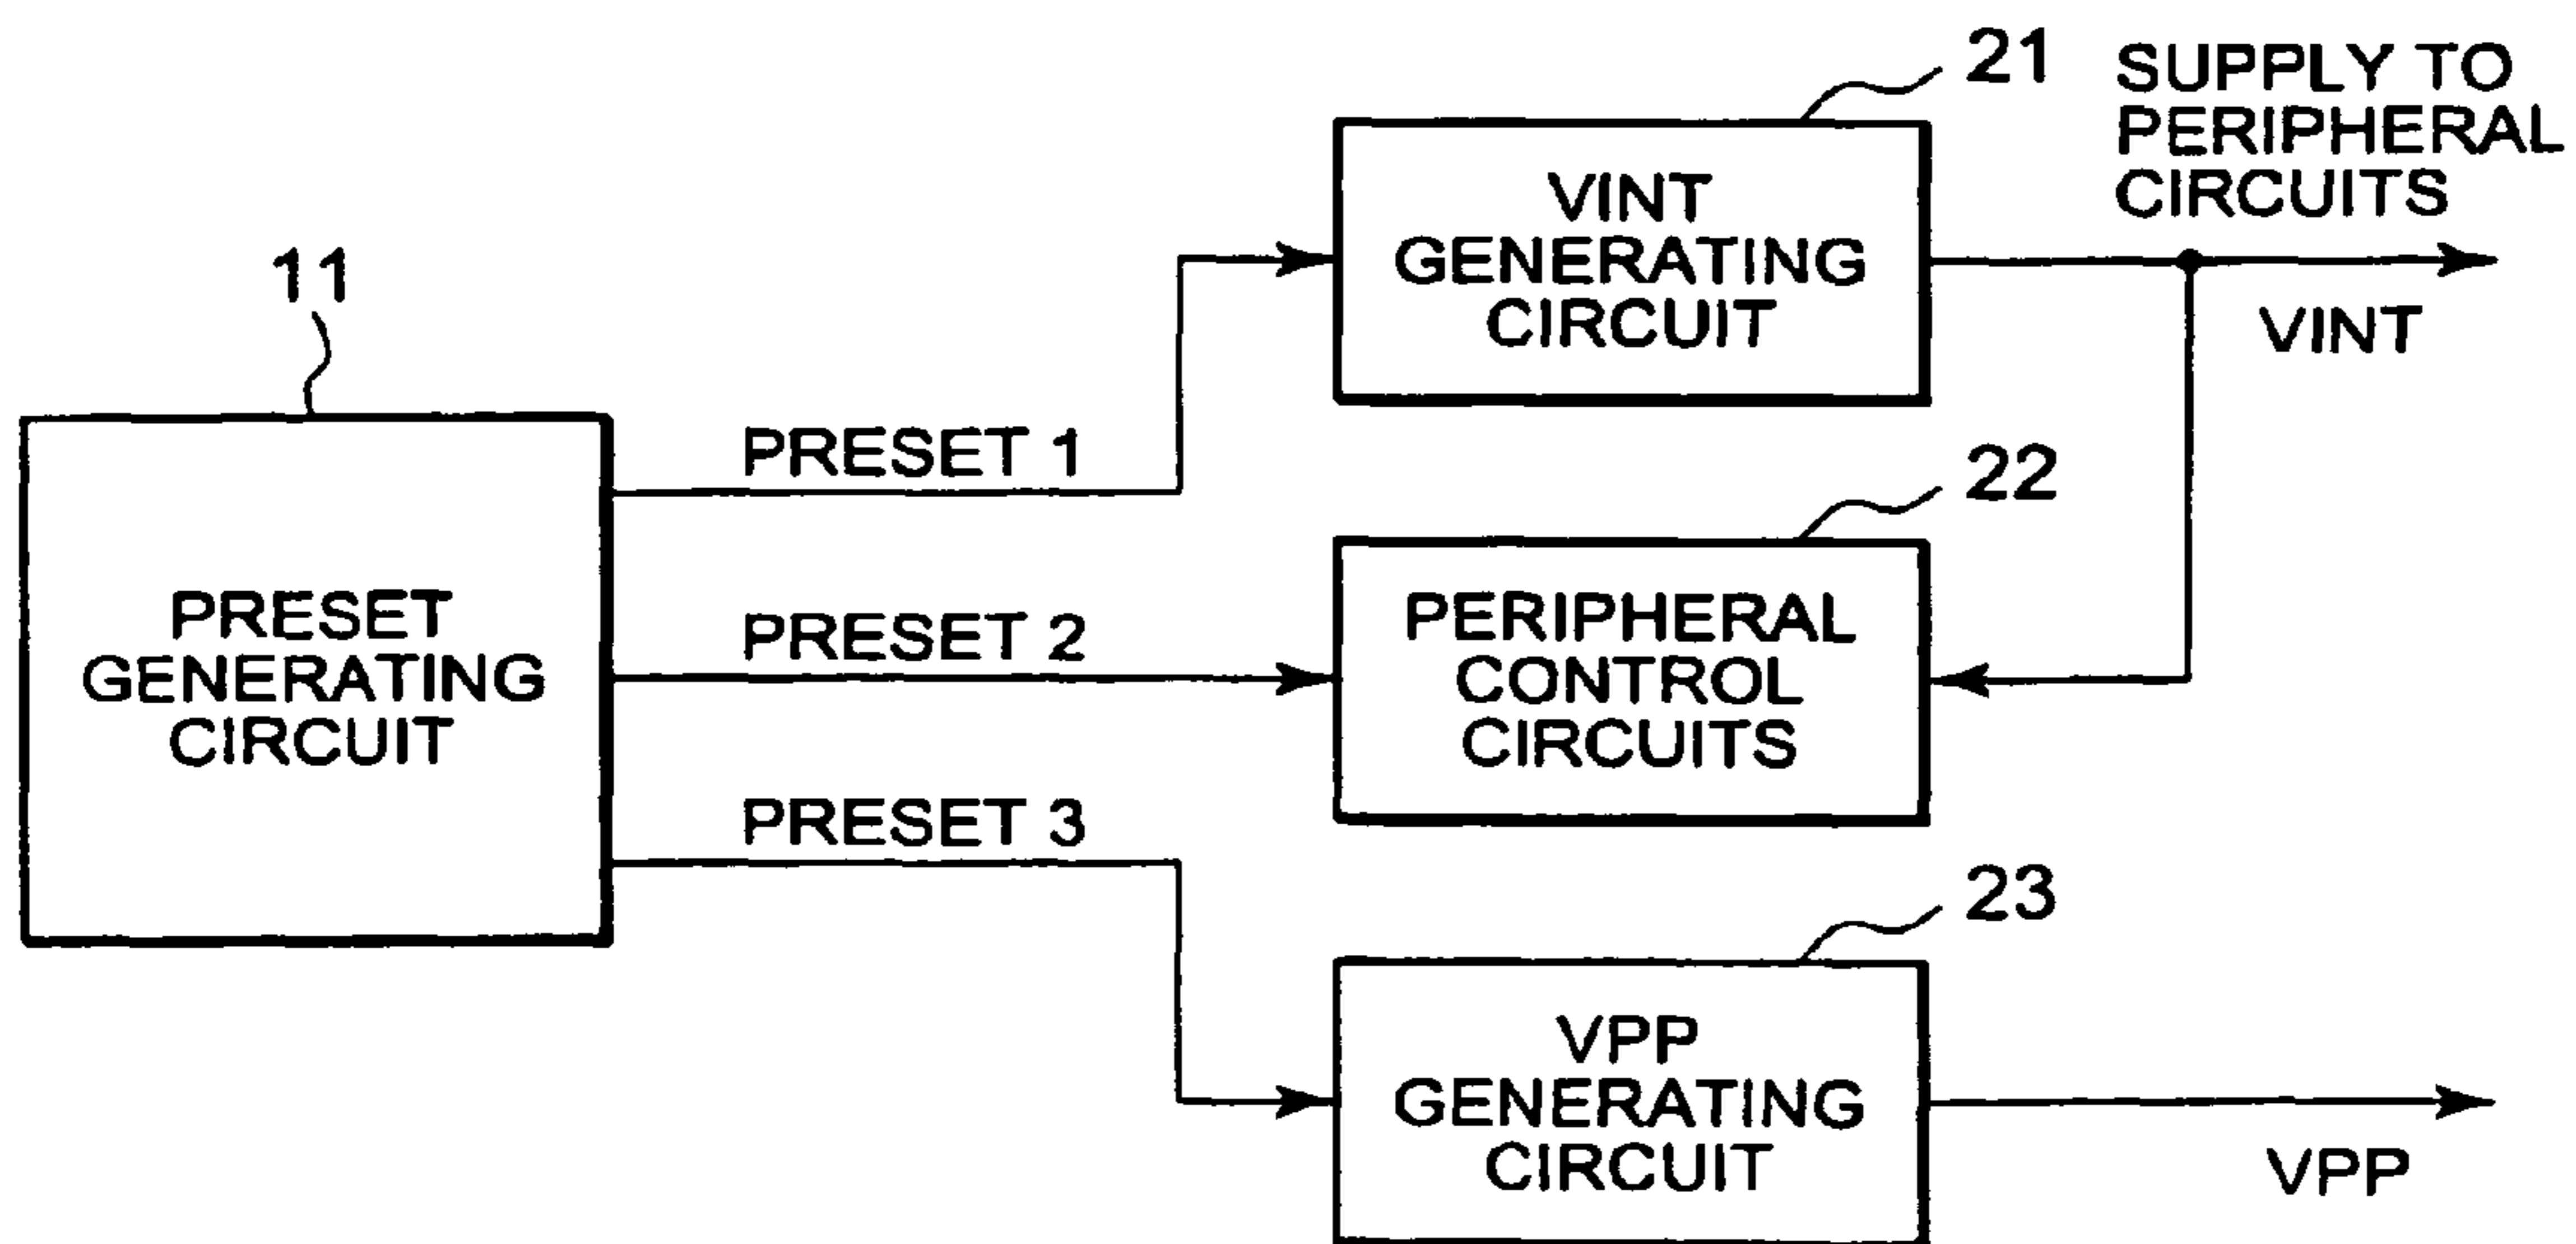 11
PRESET
GENERATING
CIRCUIT
PRESET 1
PRESET 2
PRESET 3
21
VINT
GENERATING
CIRCUIT
SUPPLY TO
PERIPHERAL
CIRCUITS
VINT
22
PERIPHERAL
CONTROL
CIRCUITS
23
VPP
GENERATING
CIRCUIT
VPP